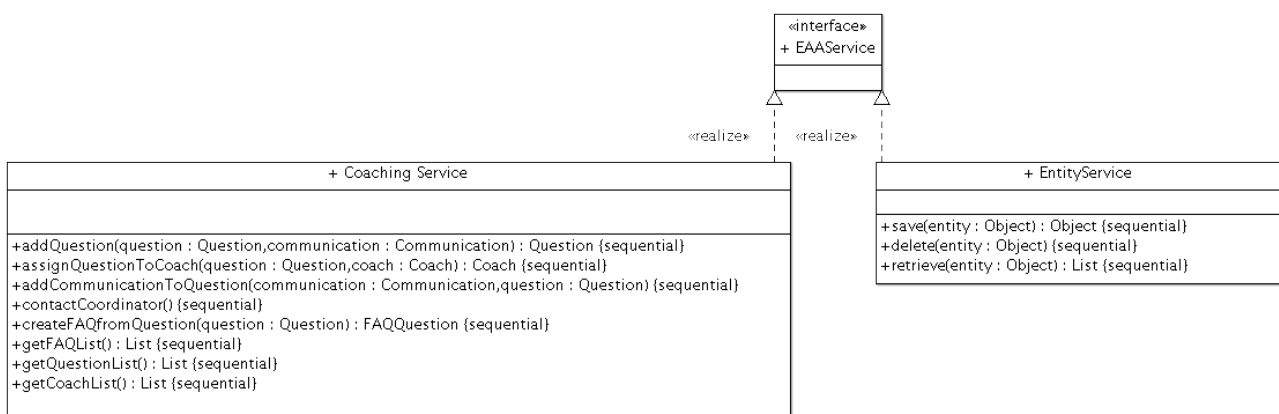 «interface»
+ EAAService
«realize»
«realize»
+ Coaching Service
+addQuestion(question : Question,communication : Communication) : Question {sequential}
+assignQuestionToCoach(question : Question,coach : Coach) : Coach {sequential}
+addCommunicationToQuestion(communication : Communication,question : Question) {sequential}
+contactCoordinator() {sequential}
+createFAQfromQuestion(question : Question) : FAQQuestion {sequential}
+getFAQList() : List {sequential}
+getQuestionList() : List {sequential}
+getCoachList() : List {sequential}
+ EntityService
+save(entity : Object) : Object {sequential}
+delete(entity : Object) {sequential}
+retrieve(entity : Object) : List {sequential}